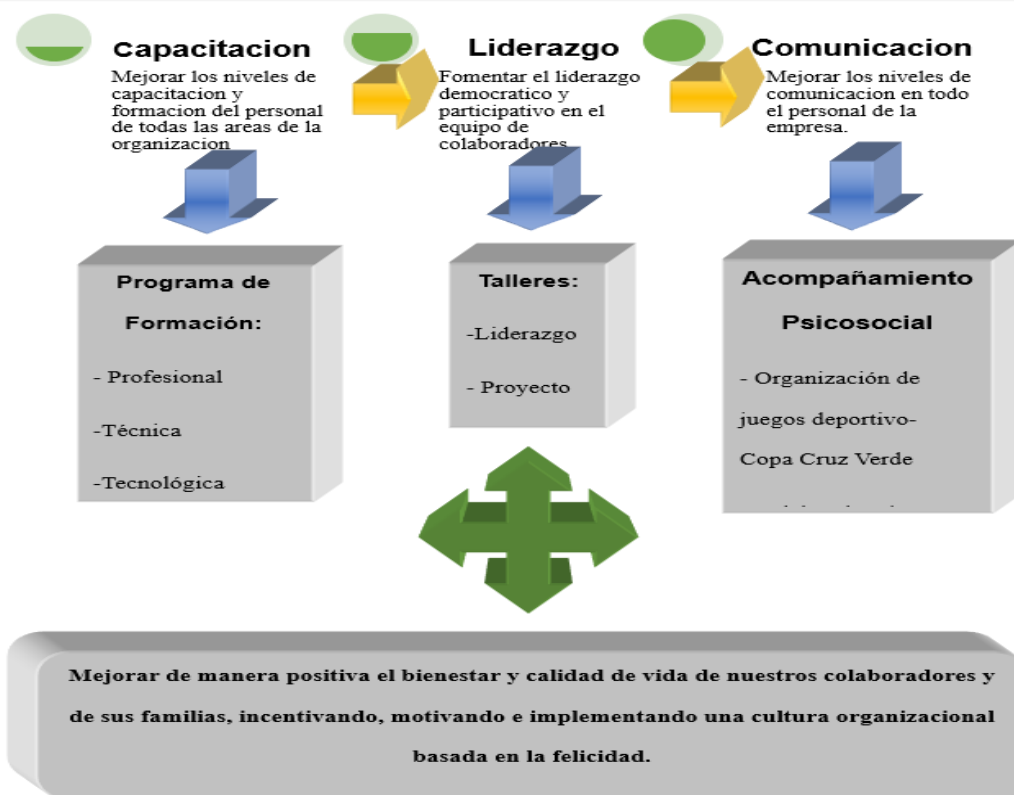 Capacitacion
Mejorar los niveles de
capacitacion y
formacion del personal
de todas las areas de la
organizacion
Liderazgo
Fomentar el liderazgo
democratico y
participativo en el
equipo de
colaboradores
Comunicacion
Mejorar los niveles de
comunicacion en todo
el personal de la
empresa.
Programa de
Formación:
- Profesional
-Técnica
-Tecnológica
Talleres:
-Liderazgo
- Proyecto
Acompañamiento
Psicosocial
- Organización de
juegos deportivo-
Copa Cruz Verde
Mejorar de manera positiva el bienestar y calidad de vida de nuestros colaboradores y
de sus familias, incentivando, motivando e implementando una cultura organizacional
basada en la felicidad.